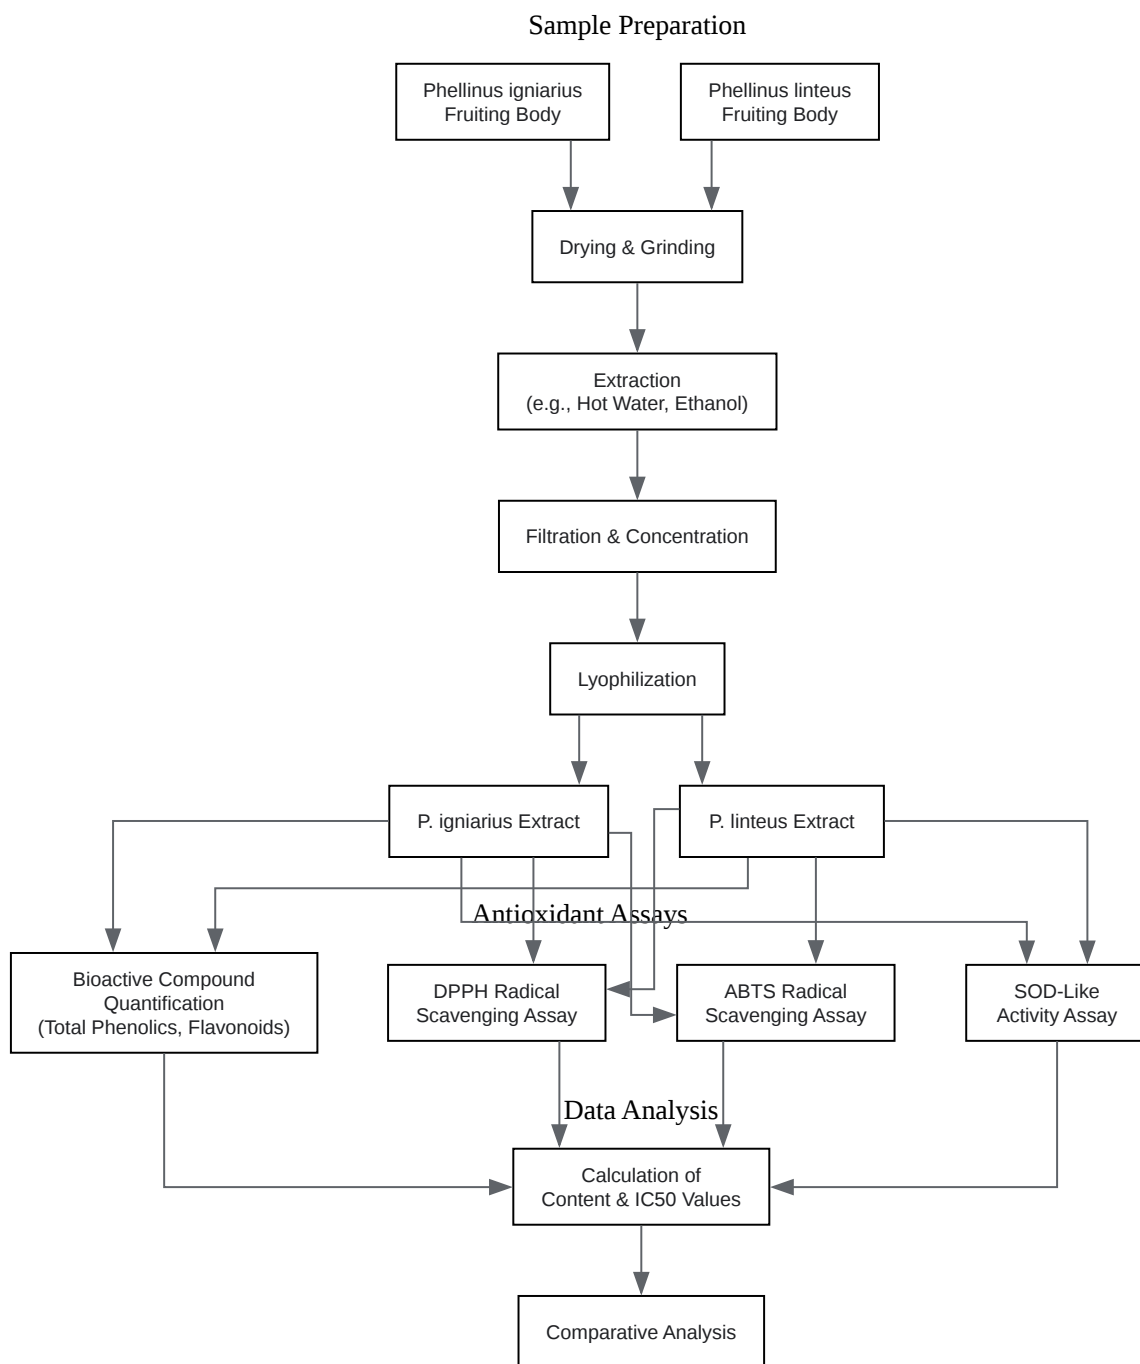 Sample Preparation
Phellinus igniarius
Fruiting Body
Phellinus linteus
Fruiting Body
Drying & Grinding
Extraction
(e.g., Hot Water, Ethanol)
Filtration & Concentration
Lyophilization
P. igniarius Extract
P. linteus Extract
Antioxidant Assays
Bioactive Compound
Quantification
(Total Phenolics, Flavonoids)
DPPH Radical
Scavenging Assay
ABTS Radical
Scavenging Assay
SOD-Like
Activity Assay
Data Analysis
Calculation of
Content & IC50 Values
Comparative Analysis